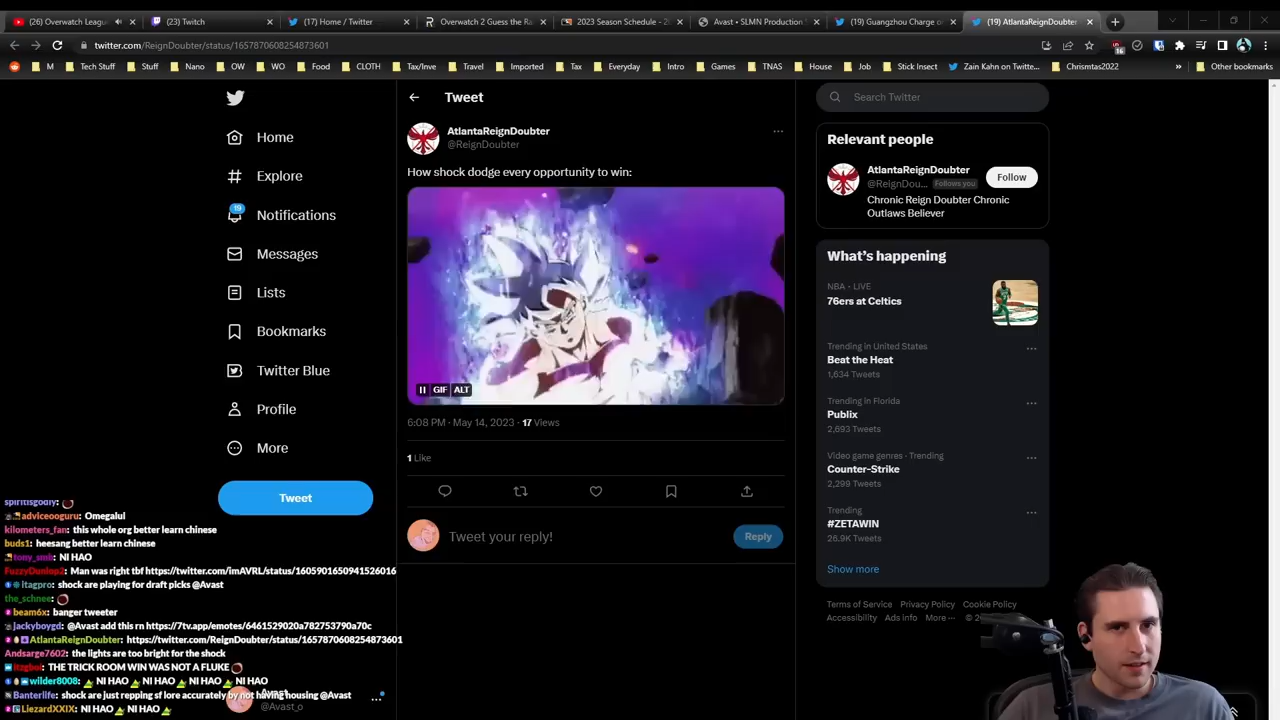 (26) Overwatch Leagu
(23) Twitch
(17) Home / Twitter
Overwatch 2 Guess the Ra
2023 Season Schedule - 20
Avast • SLMN Production
(19) Guangzhou Charge o
(19) AtlantaReignDoubter
twitter.com/ReignDoubter/status/1657870608254873601
16
M
Tech Stuff
Stuff
Nano
OW
WO
Food
CLOTH
Tax/Inve
Travel
Imported
Tax
Everyday
Intro
Games
TNAS
House
Job
Stick Insect
Zain Kahn on Twitte...
Chrismtas2022
»
Other bookmarks
Home
Explore
19
Notifications
Messages
Lists
Bookmarks
Twitter Blue
Profile
More
Tweet
Tweet
AtlantaReignDoubter
@ReignDoubter
How shock dodge every opportunity to win:
GIF
ALT
6:08 PM · May 14, 2023 · 17 Views
1 Like
Tweet your reply!
Reply
Search Twitter
Relevant people
AtlantaReignDoubter
@ReignDou... Follows you
Follow
Chronic Reign Doubter Chronic
Outlaws Believer
What's happening
NBA · LIVE
76ers at Celtics
Trending in United States
Beat the Heat
1,634 Tweets
Trending in Florida
Publix
2,693 Tweets
Video game genres · Trending
Counter-Strike
2,299 Tweets
Trending
#ZETAWIN
26.9K Tweets
Show more
Terms of Service Privacy Policy Cookie Policy
Accessibility Ads info More ···
spiritisgodly:
adviceooguru: Omegalul
kilometers_fan: this whole org better learn chinese
buds1: heesang better learn chinese
tony_smit: NI HAO
FuzzyDunlop2: Man was right tbf https://twitter.com/imAVRL/status/1605901650941526016
itagpro: shock are playing for draft picks @Avast
the_schnee:
beam6x: banger tweeter
jackyboygd: @Avast add this rn https://7tv.app/emotes/6461529020a782753790a70c
AtlantaReignDoubter: https://twitter.com/ReignDoubter/status/1657870608254873601
Andsarge7602: the lights are too bright for the shock
itzgboi: THE TRICK ROOM WIN WAS NOT A FLUKE
wilder8008: NI HAO NI HAO NI HAO NI HAO
Banterlife: shock are just repping sf lore accurately by not having housing @Avast
LiezardXXIX: NI HAO NI HAO
@Avast_o